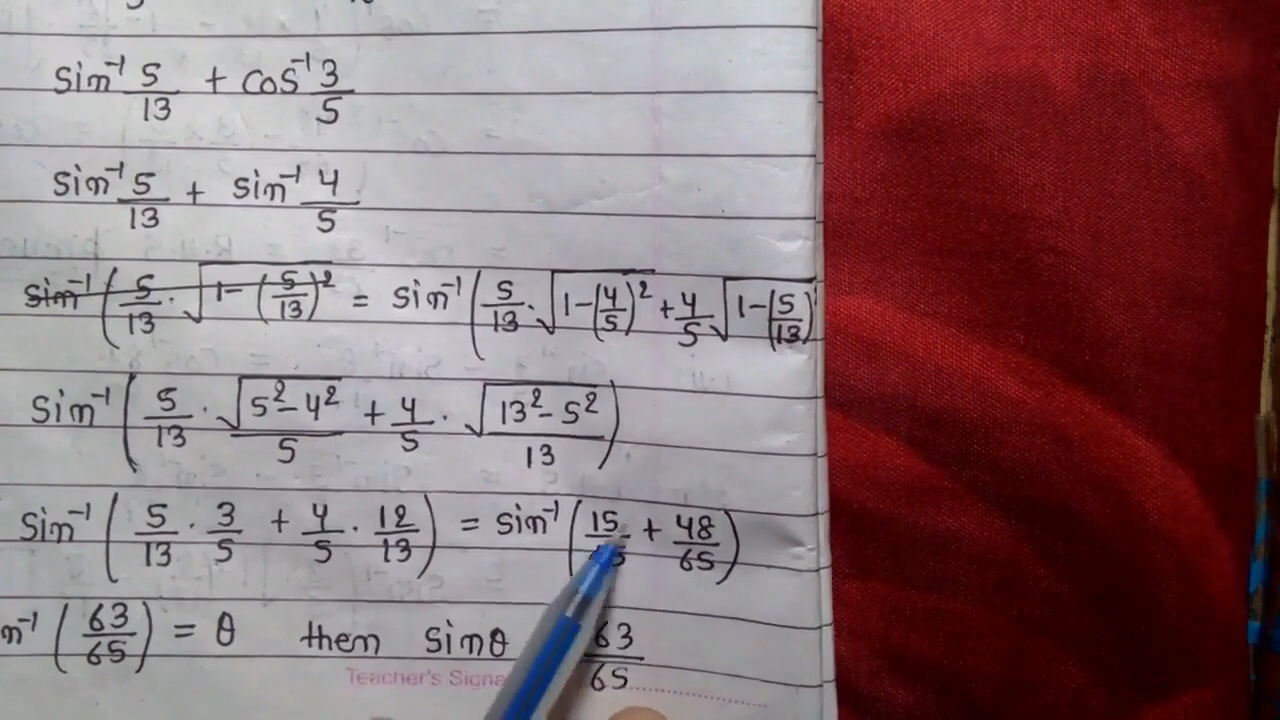 sin⁻¹ 5/13 + cos⁻¹ 3/5
sin⁻¹ 5/13 + sin⁻¹ 4/5
sin⁻¹ (5/13 · √(1-(5/13)²) = sin⁻¹ (5/13 · √(1-(4/5)²) + 4/5 √(1-(5/13)
sin⁻¹ (5/13 · √(5²-4²)/5 + 4/5 · √(13²-5²)/13)
sin⁻¹ (5/13 · 3/5 + 4/5 · 12/13) = sin⁻¹ (15/65 + 48/65)
n⁻¹ (63/65) = θ then sinθ 63/65
Teacher's Signa